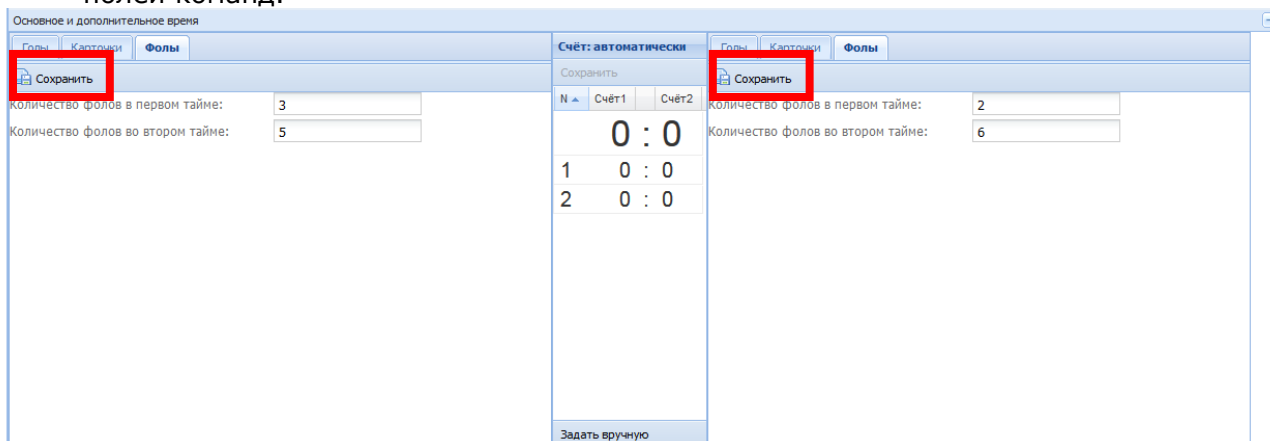 полей команд.
Основное и дополнительное время
Голы Карточки Фолы
Сохранить
Количество фолов в первом тайме: 3
Количество фолов во втором тайме: 5
Счёт: автоматически
Сохранить
N Счёт1 Счёт2
0 : 0
1 0 : 0
2 0 : 0
Задать вручную
Голы Карточки Фолы
Сохранить
Количество фолов в первом тайме: 2
Количество фолов во втором тайме: 6